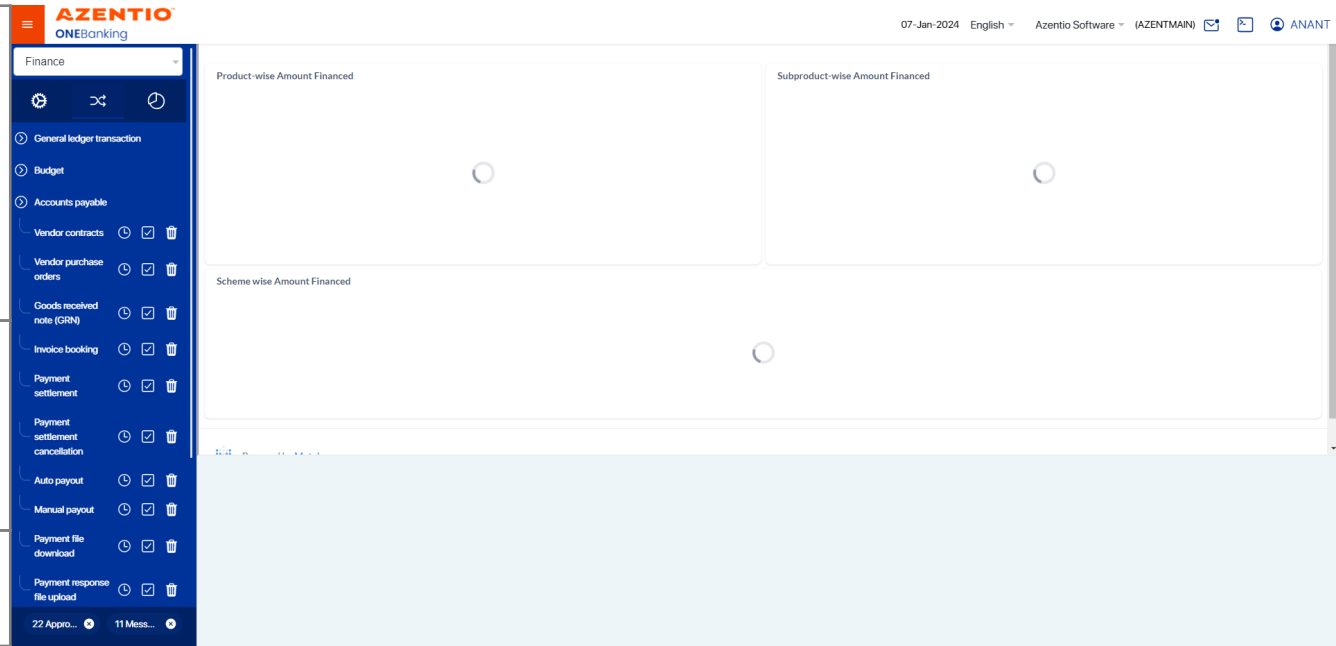 AZENTIO
ONEBanking
07-Jan-2024 English Azentio Software (AZENTMAIN) ANANT
Finance
Product-wise Amount Financed
Subproduct-wise Amount Financed
General ledger transaction
Budget
Accounts payable
Vendor contracts
Vendor purchase
orders
Scheme wise Amount Financed
Goods received
note (GRN)
Invoice booking
Payment
settlement
Payment
settlement
cancellation
Auto payout
Manual payout
Payment file
download
Payment response
file upload
22 Appro...
11 Mess...